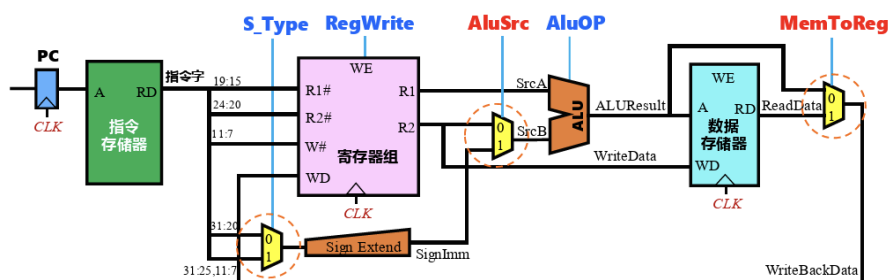 S_Type
RegWrite
AluSrc
AluOP
MemToReg
PC
指令字
19:15
24:20
11:7
A
RD
指令
存储器
CLK
WE
R1#
R2#
W#
WD
R1
R2
寄存器组
CLK
SrcA
0
1
SrcB
ALU
ALUResult
WriteData
WE
A
RD
数据
存储器
WD
CLK
ReadData
0
1
31:20
0
1
Sign Extend
SignImm
31:25,11:7
WriteBackData